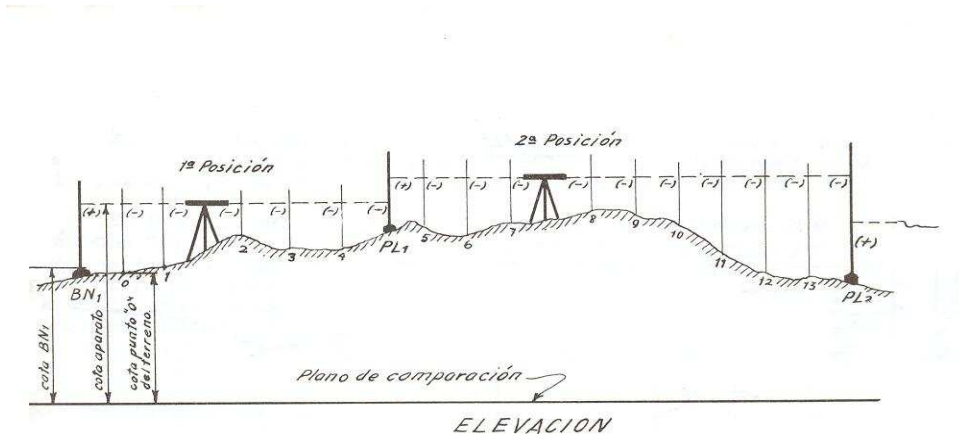 2ª Posición
1ª Posición
(+) (-) (-) (-) (-) (-) (-) (-) (-) (-) (-)
(+) (-) (-) (-) (-) (-) (-)
(+)
PL1 5 6 7 8 9 10 11 12 13 PL2
BN1 0 1 2 3 4
cota BN1
cota aparato
cota punto "0"
del terreno.
Plano de comparación
ELEVACION